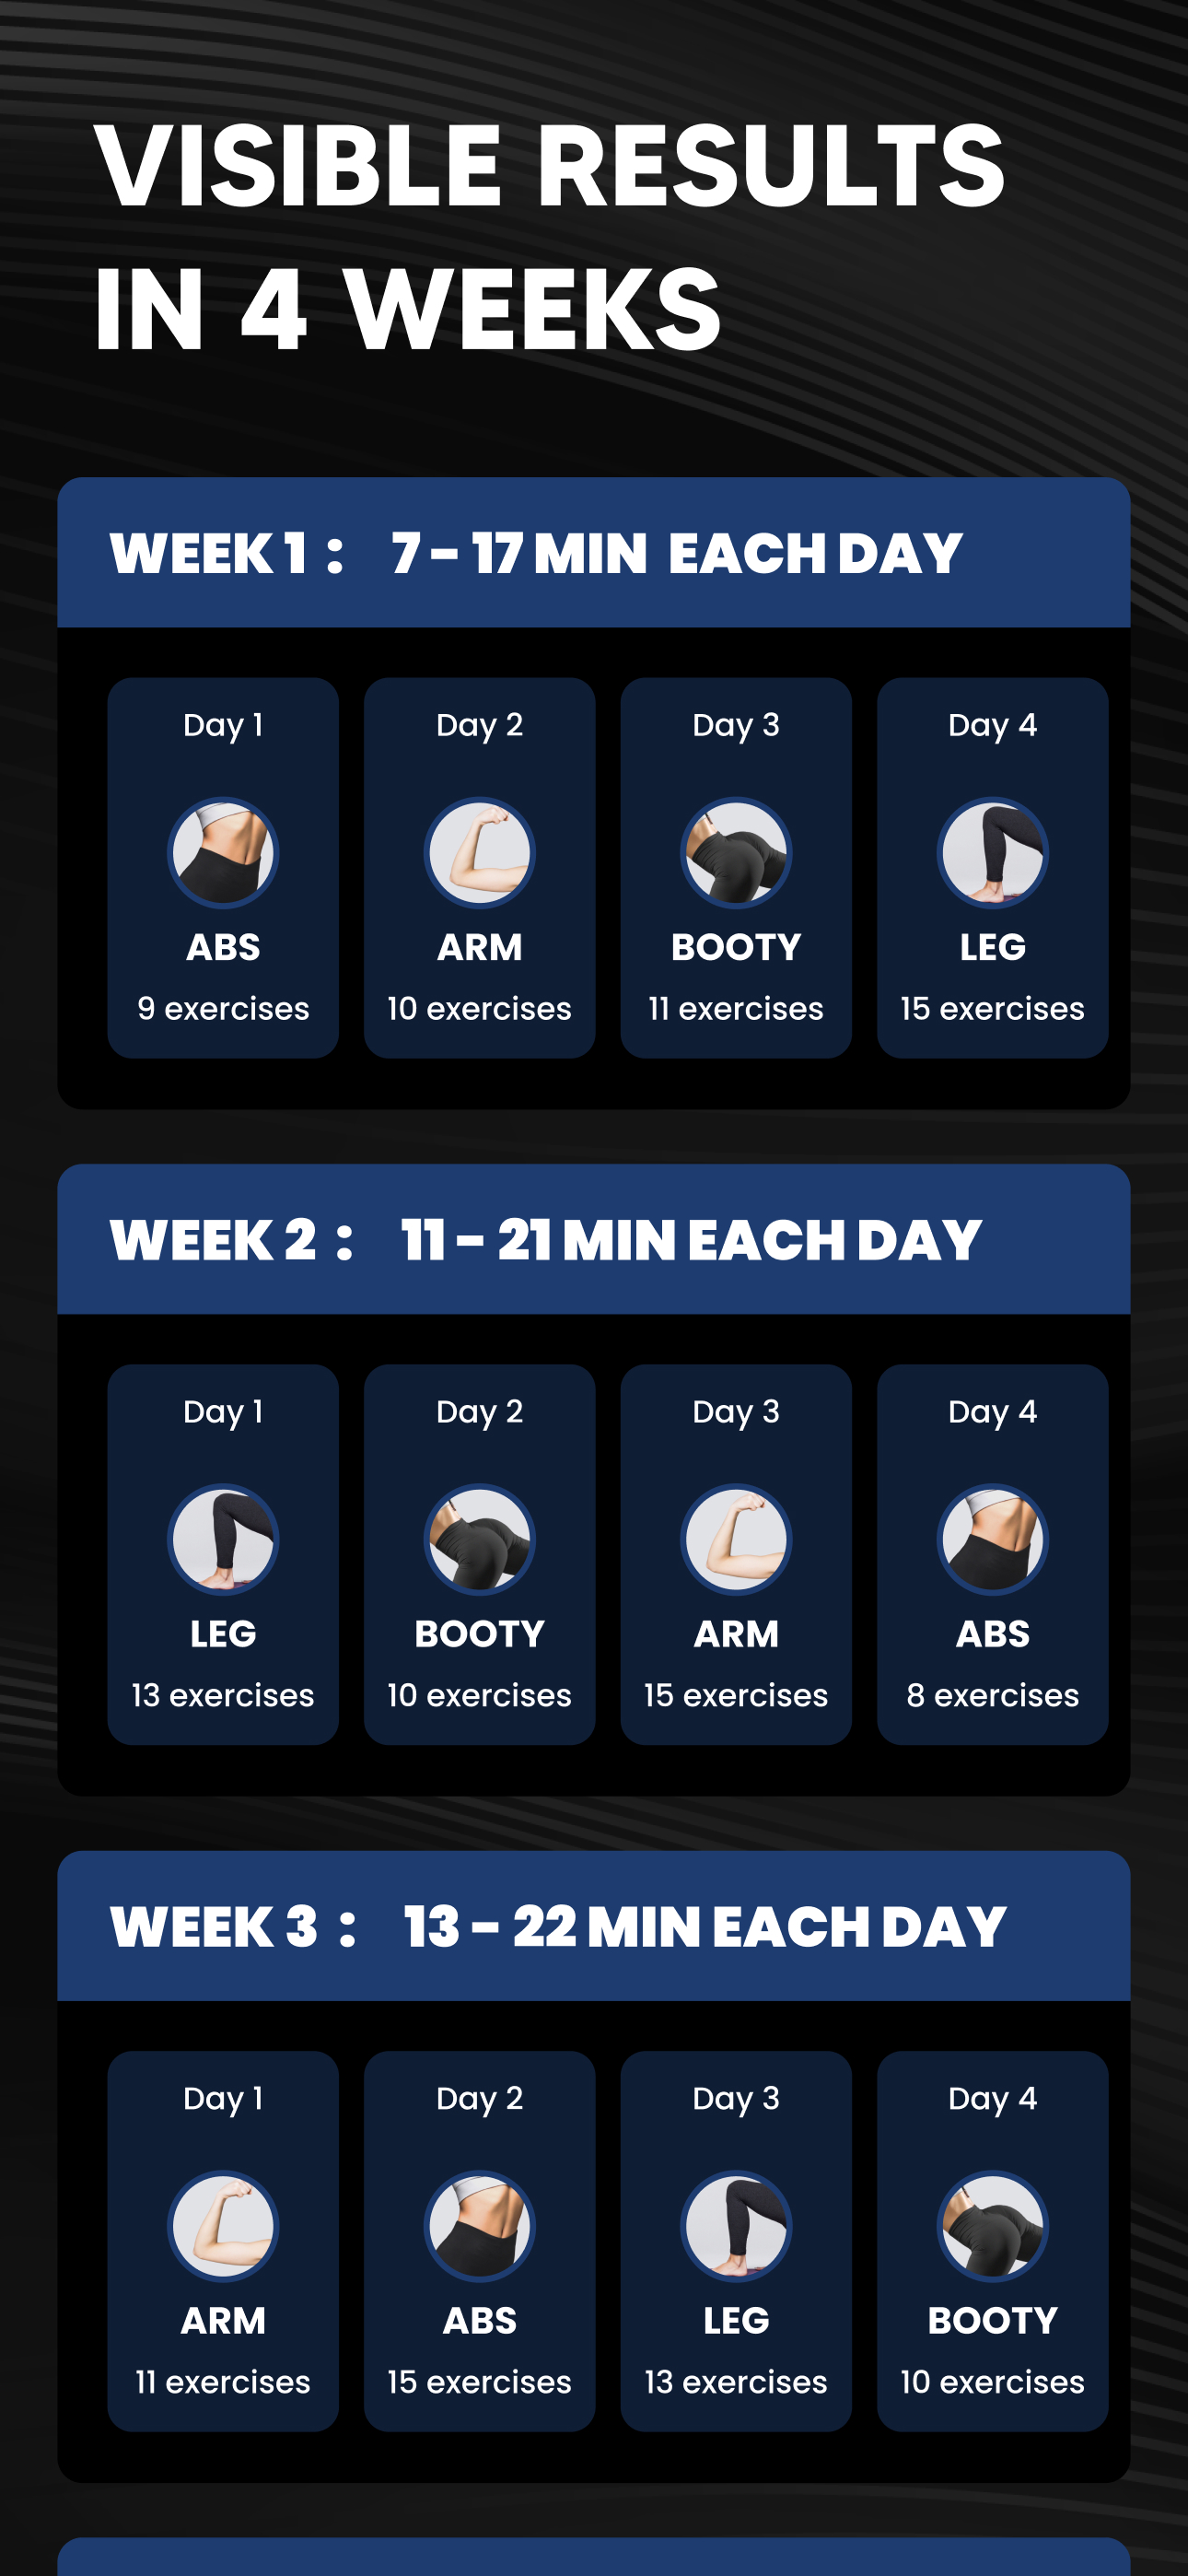 VISIBLE RESULTS
IN 4 WEEKS
WEEK 1 : 7 - 17 MIN EACH DAY
Day 1
ABS
9 exercises
Day 2
ARM
10 exercises
Day 3
BOOTY
11 exercises
Day 4
LEG
15 exercises
WEEK 2 : 11 - 21 MIN EACH DAY
Day 1
LEG
13 exercises
Day 2
BOOTY
10 exercises
Day 3
ARM
15 exercises
Day 4
ABS
8 exercises
WEEK 3 : 13 - 22 MIN EACH DAY
Day 1
ARM
11 exercises
Day 2
ABS
15 exercises
Day 3
LEG
13 exercises
Day 4
BOOTY
10 exercises